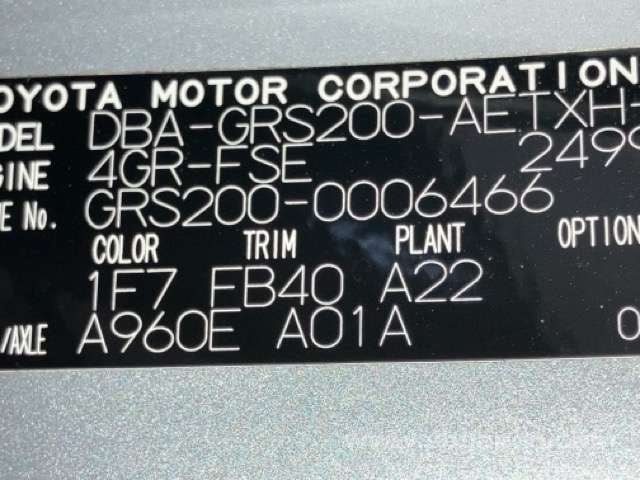 OYOTA MOTOR CORPORATION
ODEL DBA-GRS200-AETXH
GINE 4GR-FSE 2499
E No. GRS200-0006466
COLOR TRIM PLANT OPTION
1F7 FB40 A22
/AXLE A960E A01A 0